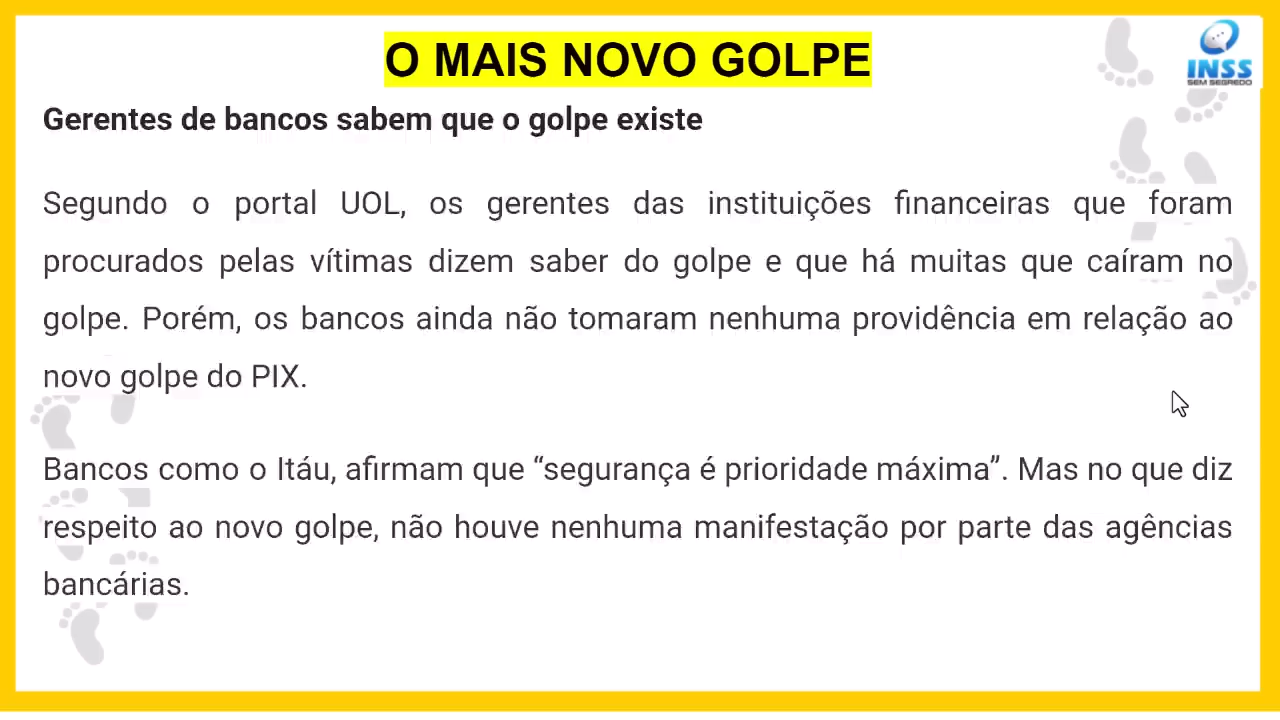 O MAIS NOVO GOLPE
INSS
SEM SEGREDO
Gerentes de bancos sabem que o golpe existe
Segundo o portal UOL, os gerentes das instituições financeiras que foram
procurados pelas vítimas dizem saber do golpe e que há muitas que caíram no
golpe. Porém, os bancos ainda não tomaram nenhuma providência em relação ao
novo golpe do PIX.
Bancos como o Itáu, afirmam que “segurança é prioridade máxima”. Mas no que diz
respeito ao novo golpe, não houve nenhuma manifestação por parte das agências
bancárias.